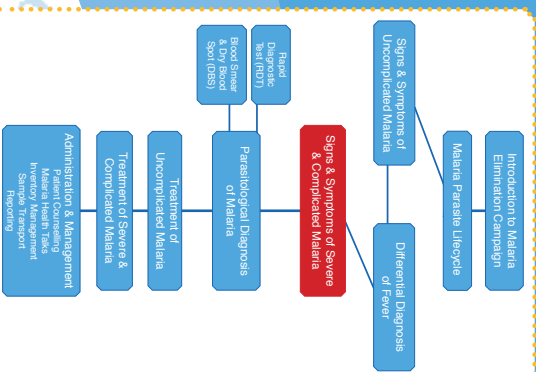 Introduction to Malaria
Elimination Campaign
Malaria Parasite Lifecycle
Signs & Symptoms of
Uncomplicated Malaria
Differential Diagnosis
of Fever
Signs & Symptoms of Severe
& Complicated Malaria
Rapid
Diagnostic
Test (RDT)
Blood Smear
& Dry Blood
Spot (DBS)
Parasitological Diagnosis
of Malaria
Treatment of
Uncomplicated Malaria
Treatment of Severe &
Complicated Malaria
Administration & Management
Patient Counselling
Malaria Health Talks
Inventory Management
Sample Transport
Reporting